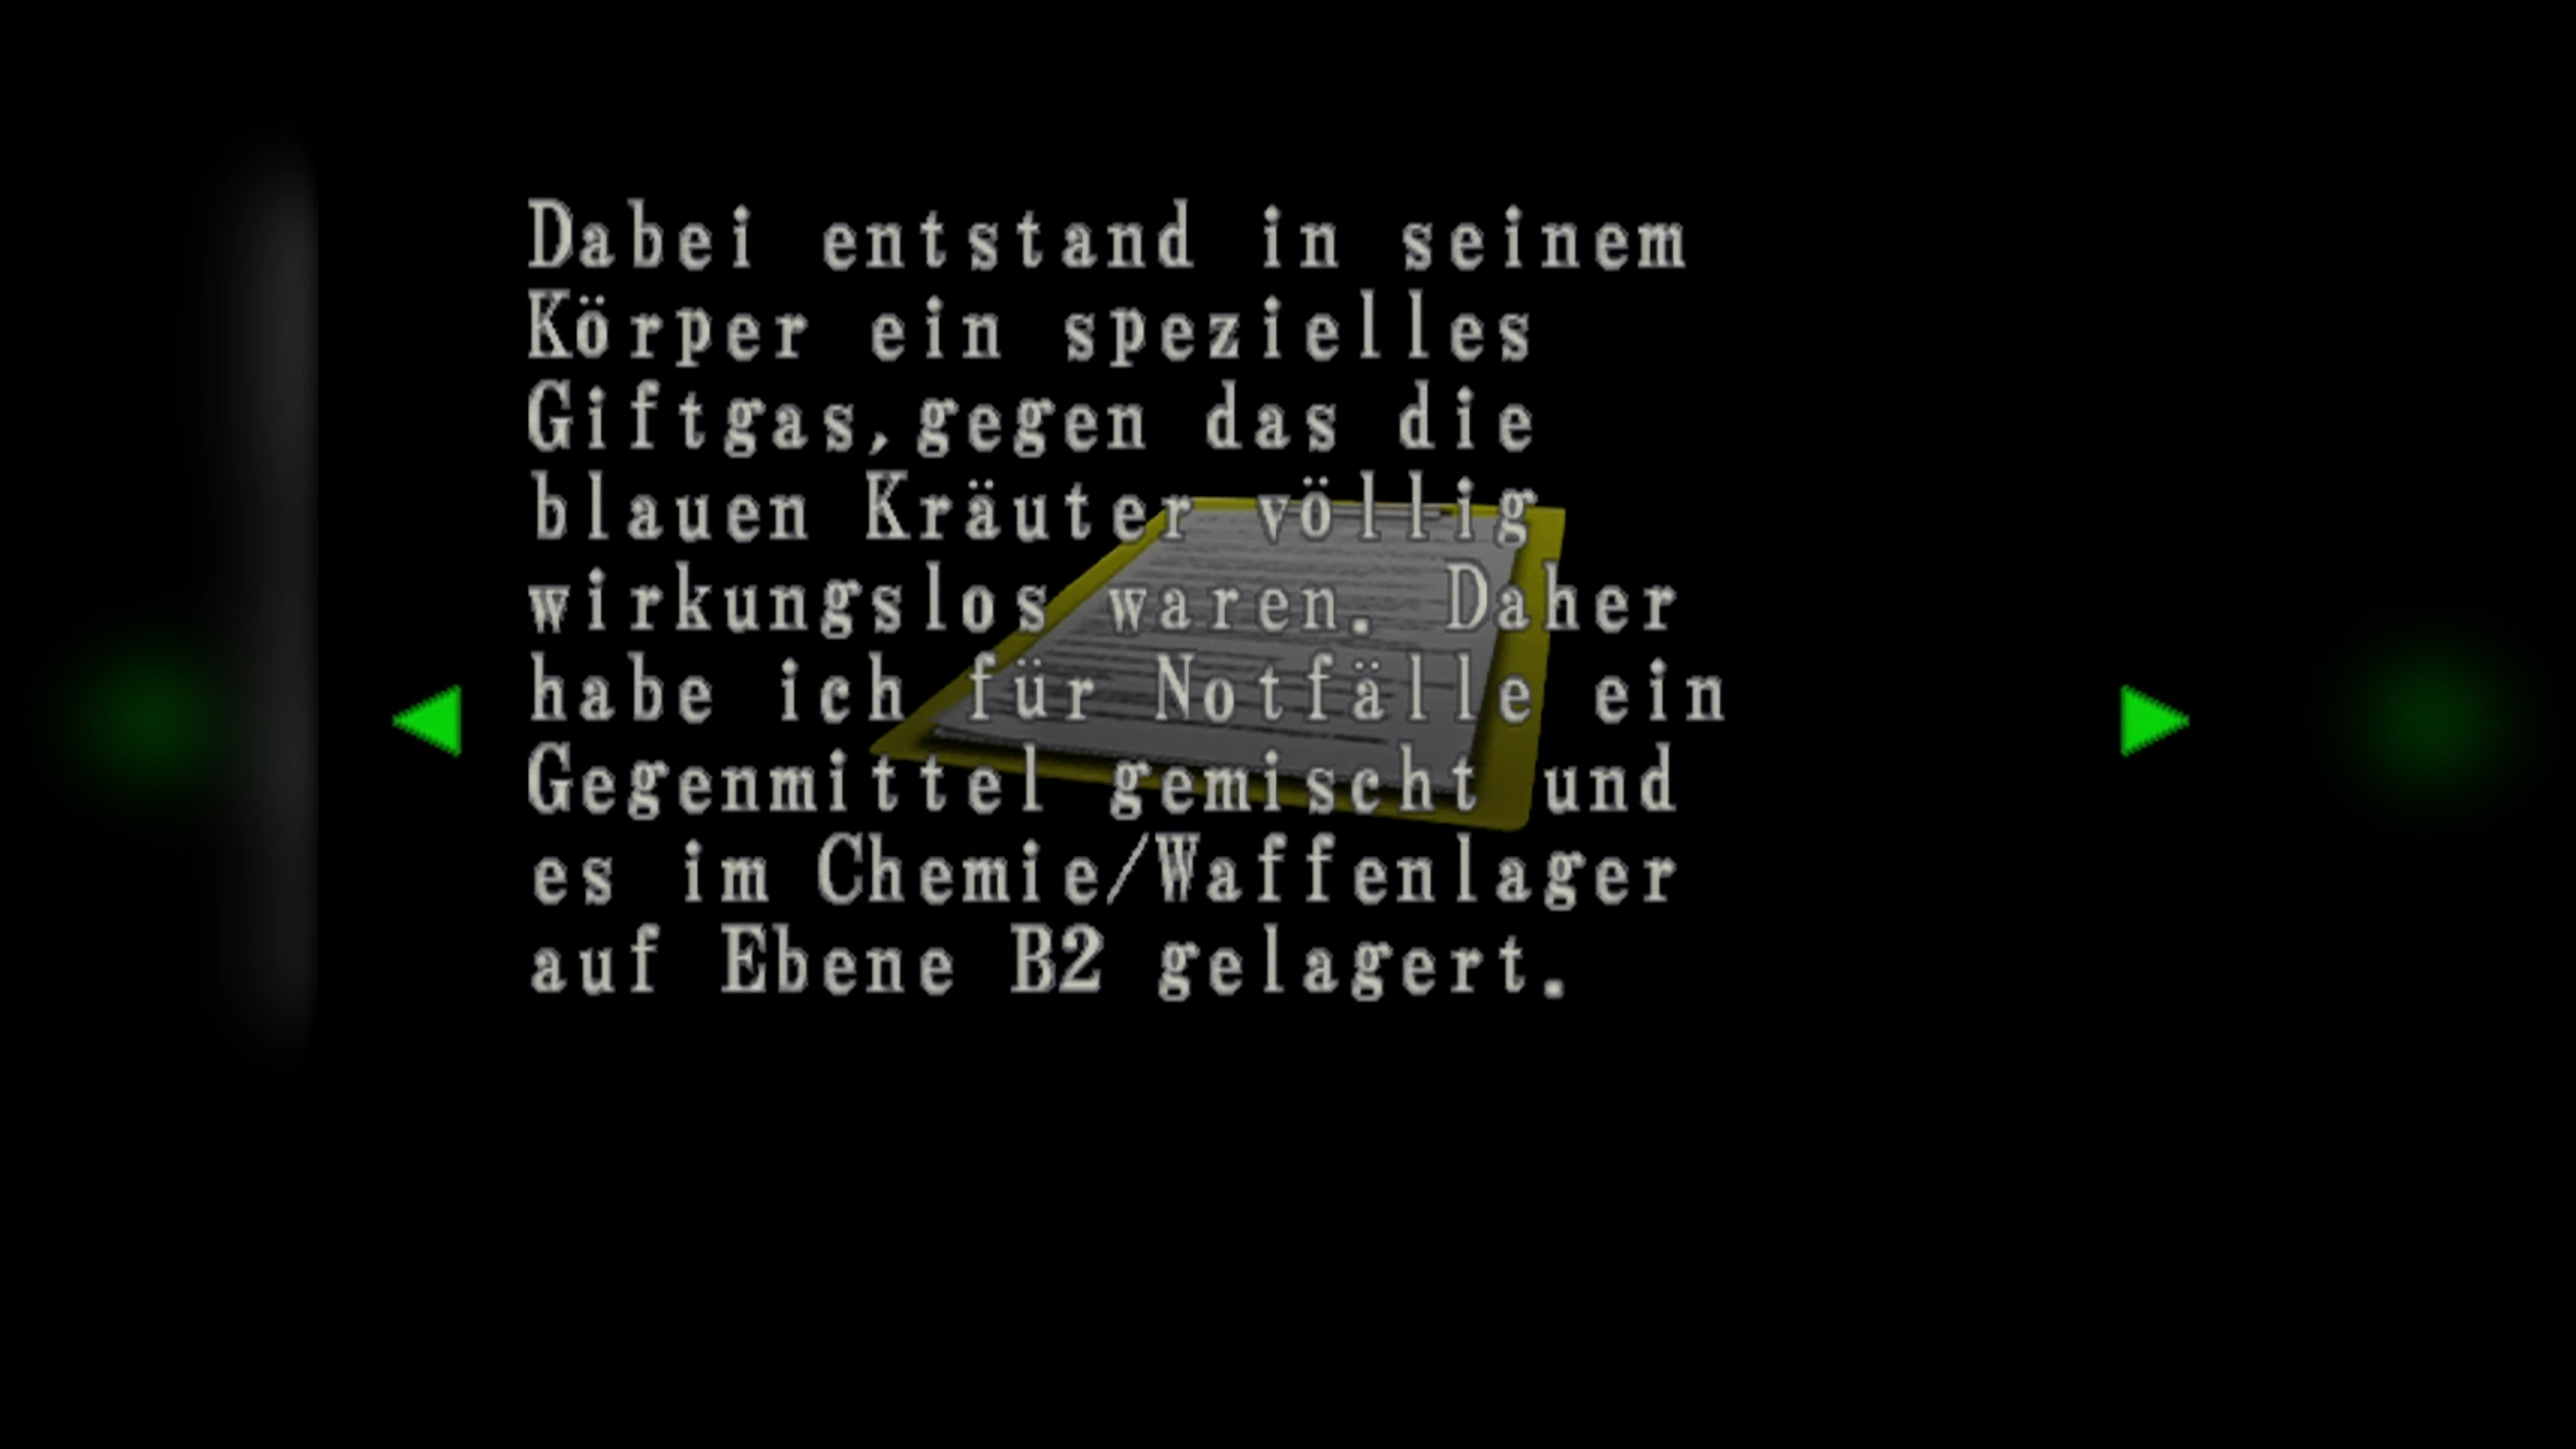 Dabei entstand in seinem
Körper ein spezielles
Giftgas,gegen das die
blauen Kräuter völlig
wirkungslos waren. Daher
habe ich für Notfälle ein
Gegenmittel gemischt und
es im Chemie/Waffenlager
auf Ebene B2 gelagert.